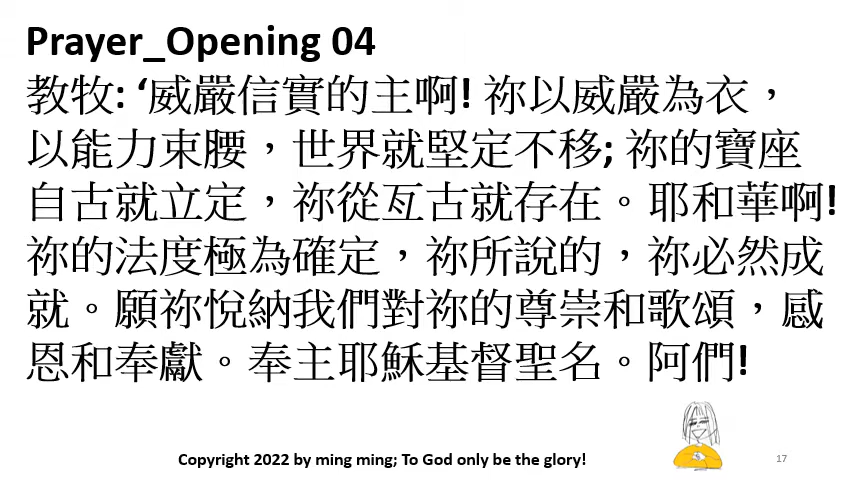 Prayer_Opening 04
教牧: ‘威嚴信實的主啊! 祢以威嚴為衣，
以能力束腰，世界就堅定不移; 祢的寶座
自古就立定，祢從亙古就存在。耶和華啊!
祢的法度極為確定，祢所說的，祢必然成
就。願祢悅納我們對祢的尊崇和歌頌，感
恩和奉獻。奉主耶穌基督聖名。阿們!
Copyright 2022 by ming ming; To God only be the glory!
17